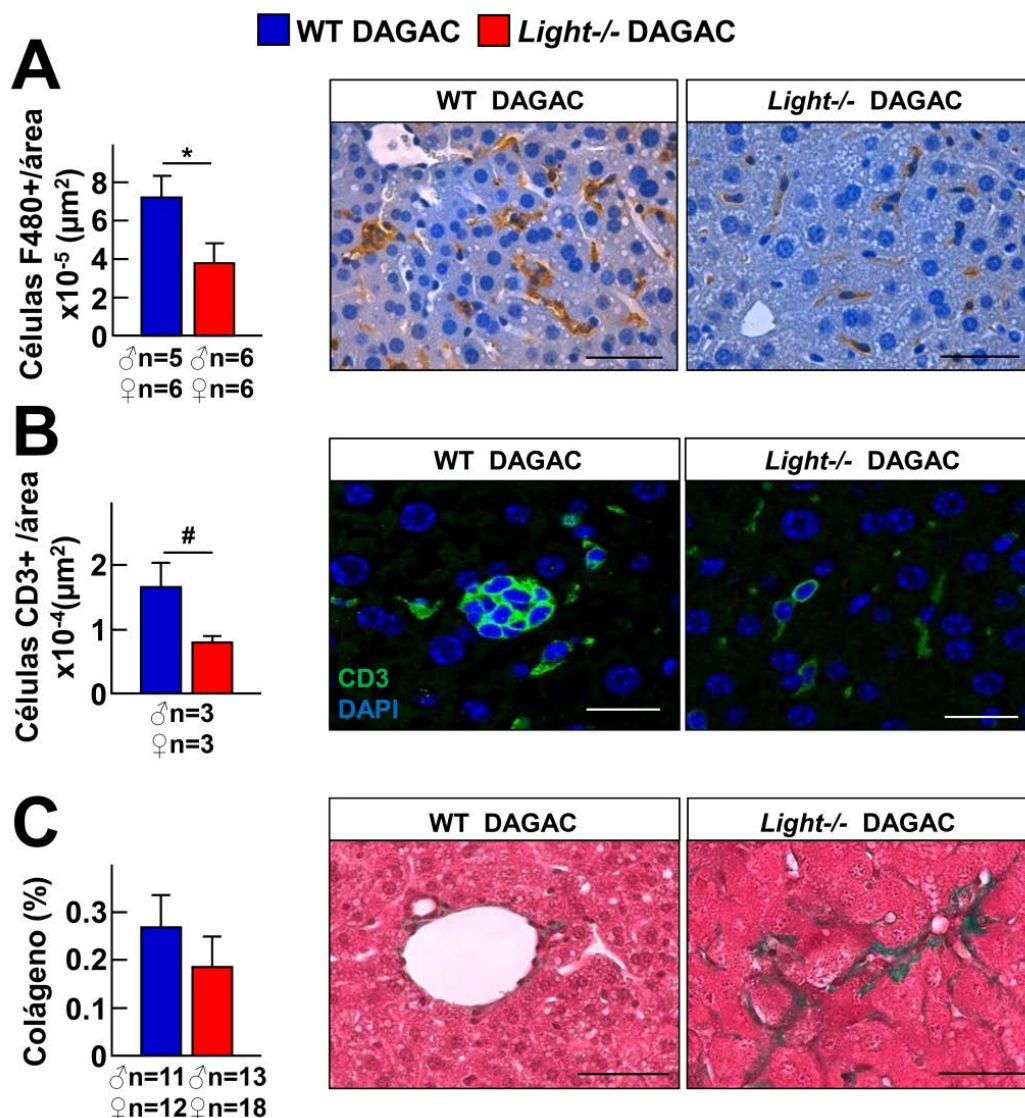 WT DAGAC Light-/- DAGAC
A
WT DAGAC
Light-/- DAGAC
Células F480+/área
x10⁻⁵ (µm²)
8
6
4
2
0
*
♂n=5 ♂n=6
♀n=6 ♀n=6
B
WT DAGAC
Light-/- DAGAC
Células CD3+ /área
x10⁻⁴(µm²)
2
1
0
#
♂n=3
♀n=3
CD3
DAPI
C
WT DAGAC
Light-/- DAGAC
Colágeno (%)
0.3
0.2
0.1
0
♂n=11 ♂n=13
♀n=12 ♀n=18